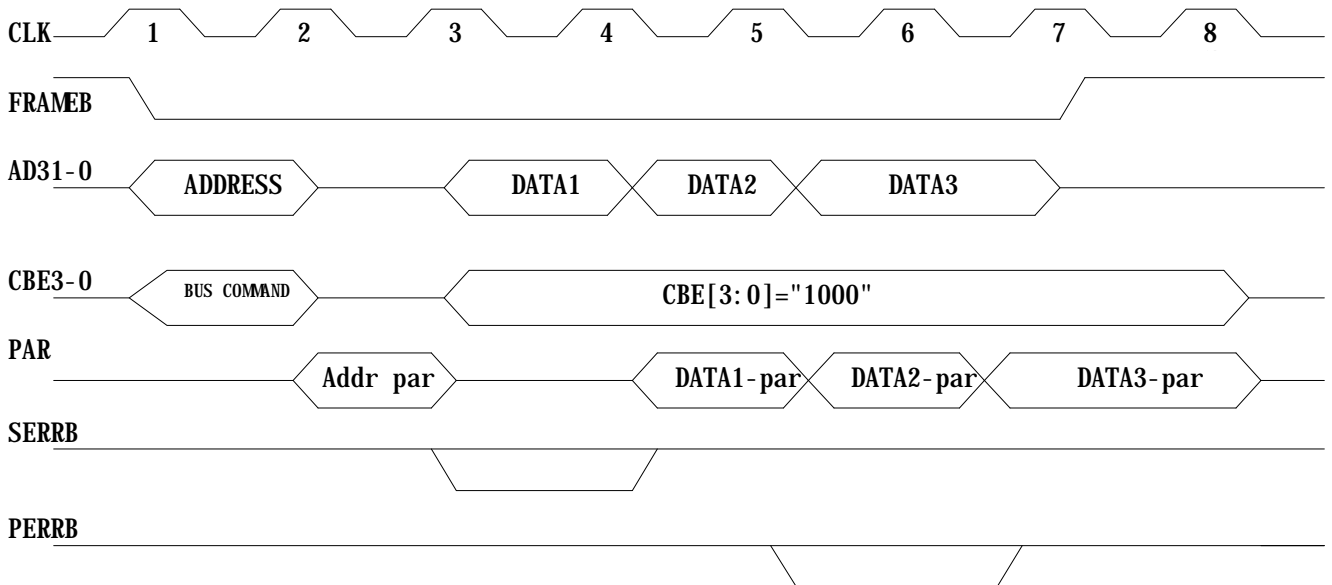 CLK 1 2 3 4 5 6 7 8
FRAMEB
AD31-0 ADDRESS DATA1 DATA2 DATA3
CBE3-0 BUS COMMAND CBE[3:0]="1000"
PAR Addr par DATA1-par DATA2-par DATA3-par
SERRB
PERRB